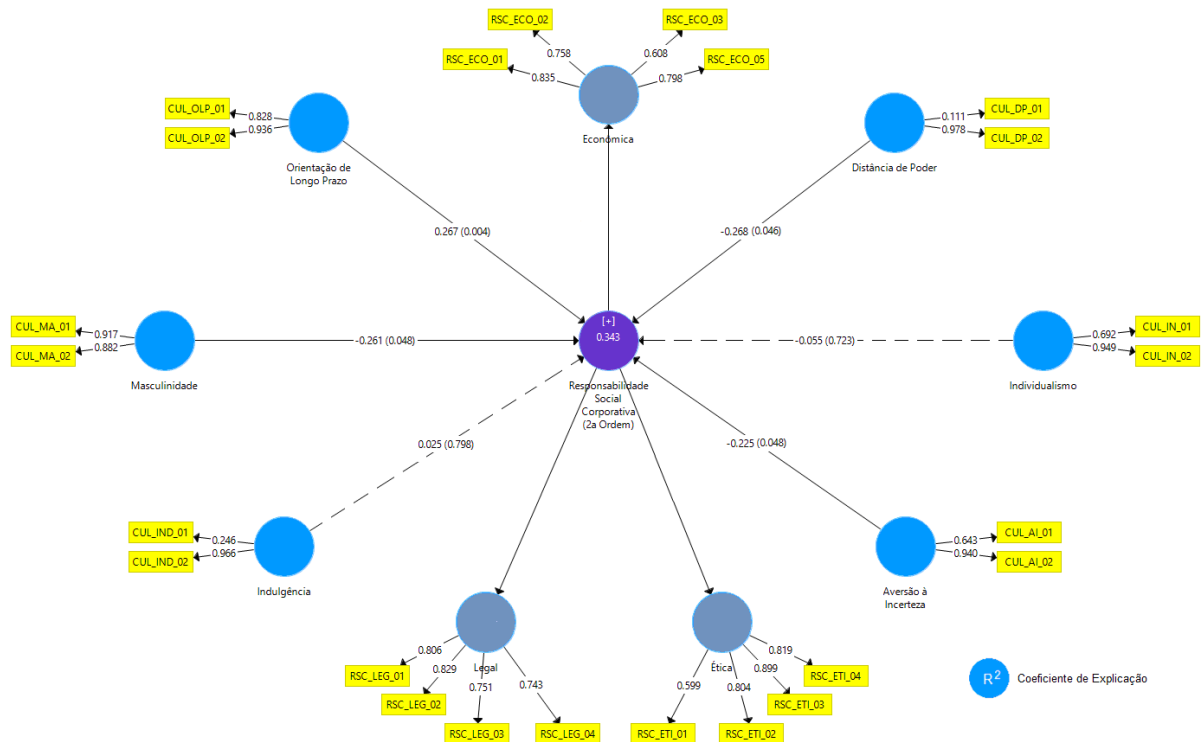 RSC_ECO_02
RSC_ECO_03
0.758
0.608
RSC_ECO_01
RSC_ECO_05
0.835
0.798
Econômica
CUL_OLP_01
0.828
CUL_OLP_02
0.936
Orientação de
Longo Prazo
CUL_DP_01
0.111
CUL_DP_02
0.978
Distância de Poder
0.267 (0.004)
-0.268 (0.046)
CUL_MA_01
0.917
CUL_MA_02
0.882
Masculinidade
-0.261 (0.048)
[+]
0.343
Responsabilidade
Social
Corporativa
(2a Ordem)
-0.055 (0.723)
CUL_IN_01
0.692
CUL_IN_02
0.949
Individualismo
0.025 (0.798)
-0.225 (0.048)
CUL_IND_01
0.246
CUL_IND_02
0.966
Indulgência
CUL_AI_01
0.643
CUL_AI_02
0.940
Aversão à
Incerteza
Legal
0.806
0.829
0.751
0.743
RSC_LEG_01
RSC_LEG_02
RSC_LEG_03
RSC_LEG_04
Ética
0.819
0.899
0.599
0.804
RSC_ETI_04
RSC_ETI_03
RSC_ETI_01
RSC_ETI_02
R²
Coeficiente de Explicação